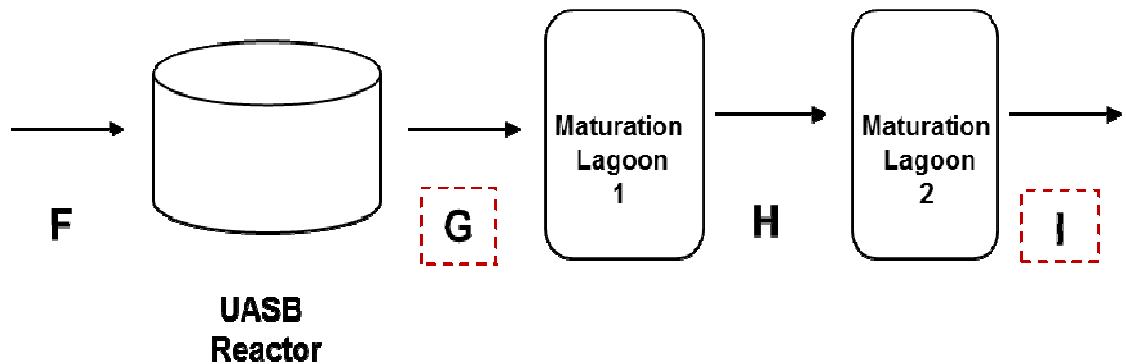 F
UASB
Reactor
G
Maturation
Lagoon
1
H
Maturation
Lagoon
2
I